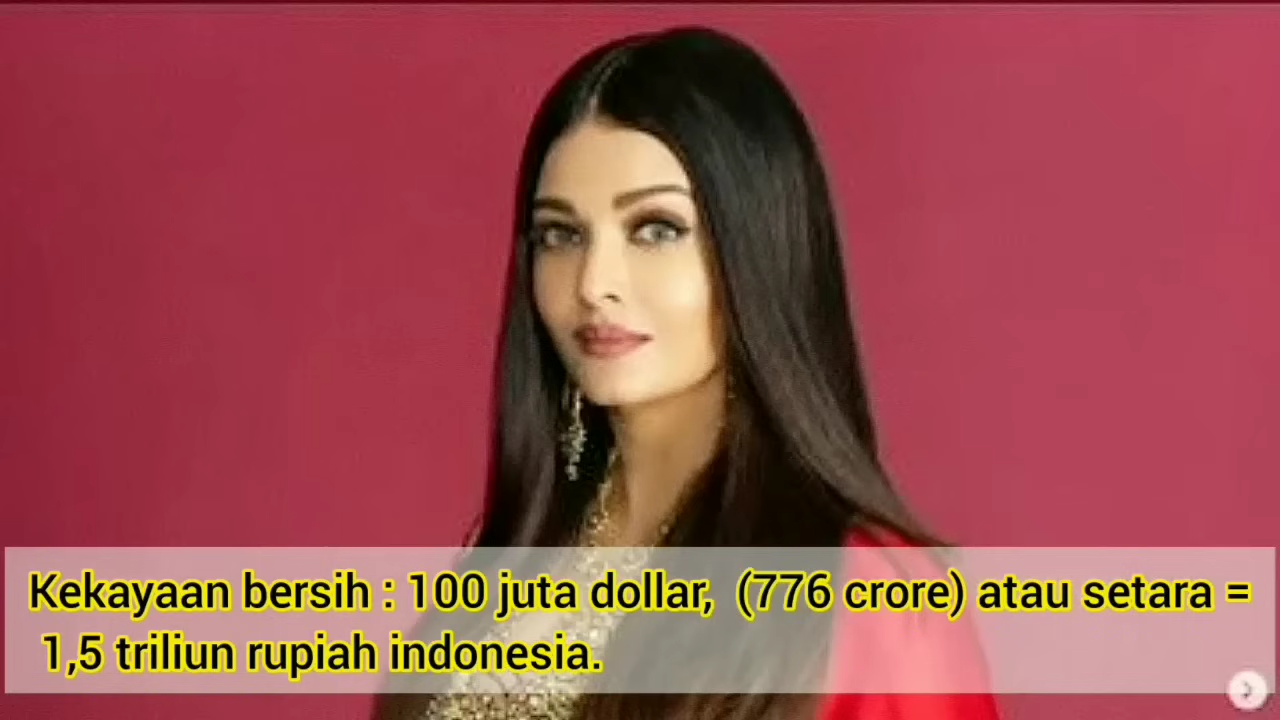 Kekayaan bersih : 100 juta dollar, (776 crore) atau setara =
1,5 triliun rupiah indonesia.